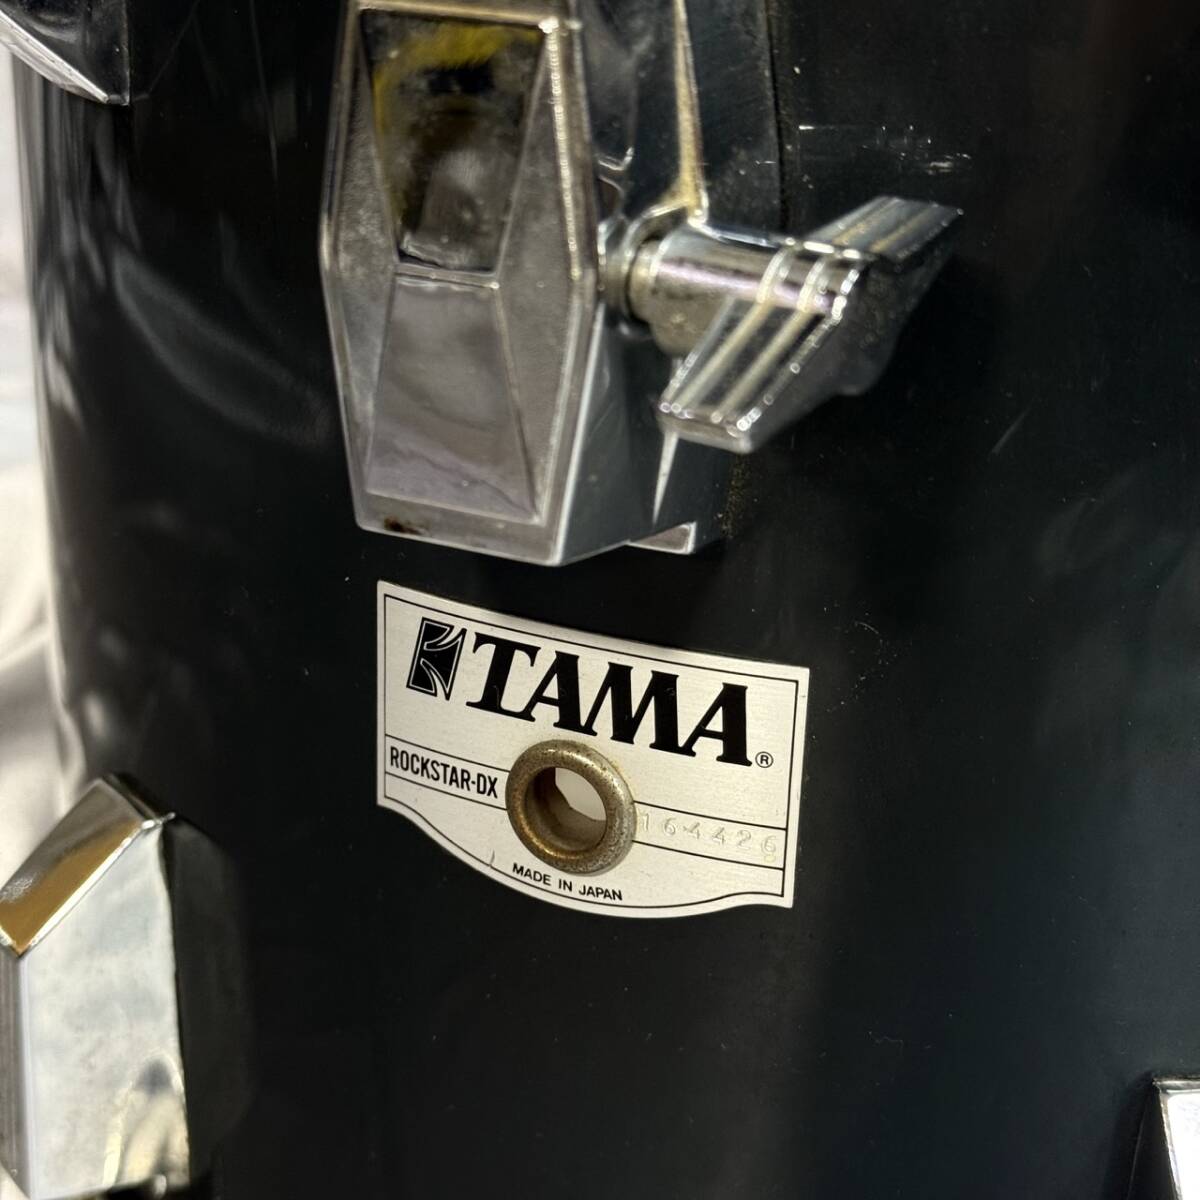 TAMA®
ROCKSTAR-DX
164426
MADE IN JAPAN